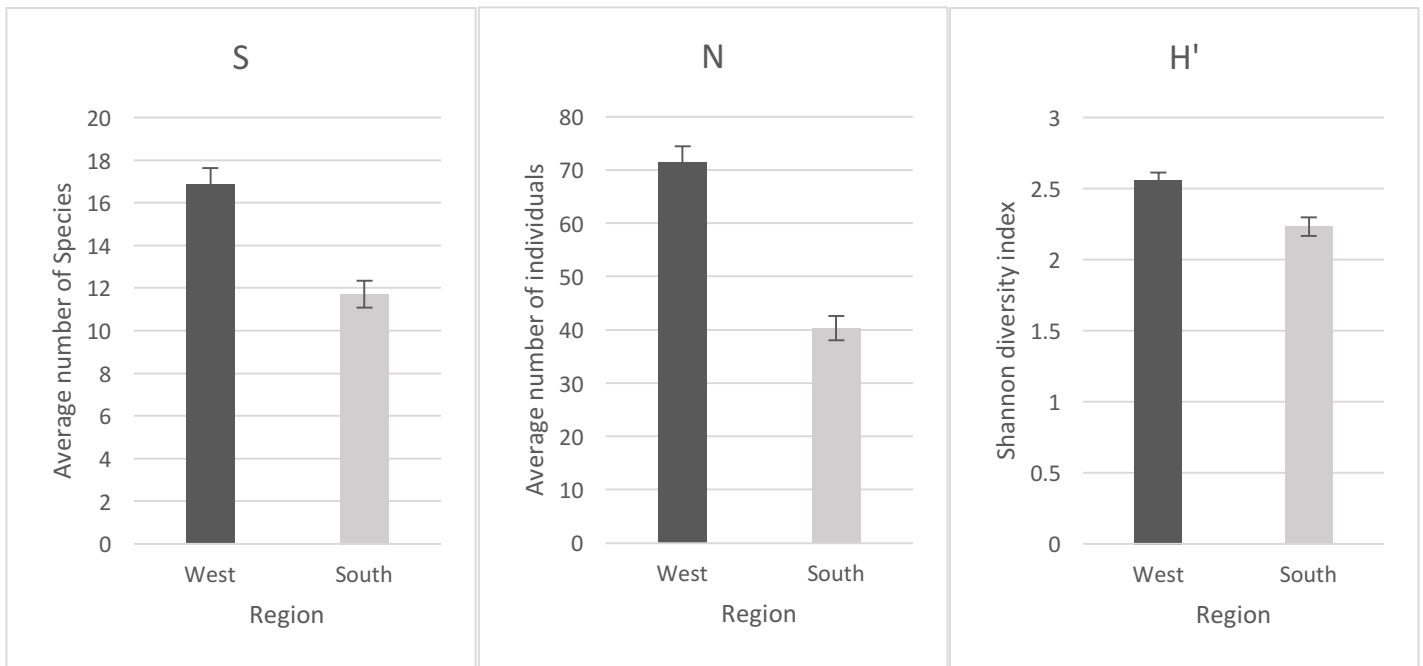 S
Average number of Species
20
18
16
14
12
10
8
6
4
2
0
West South
Region
N
Average number of individuals
80
70
60
50
40
30
20
10
0
West South
Region
H'
Shannon diversity index
3
2.5
2
1.5
1
0.5
0
West South
Region